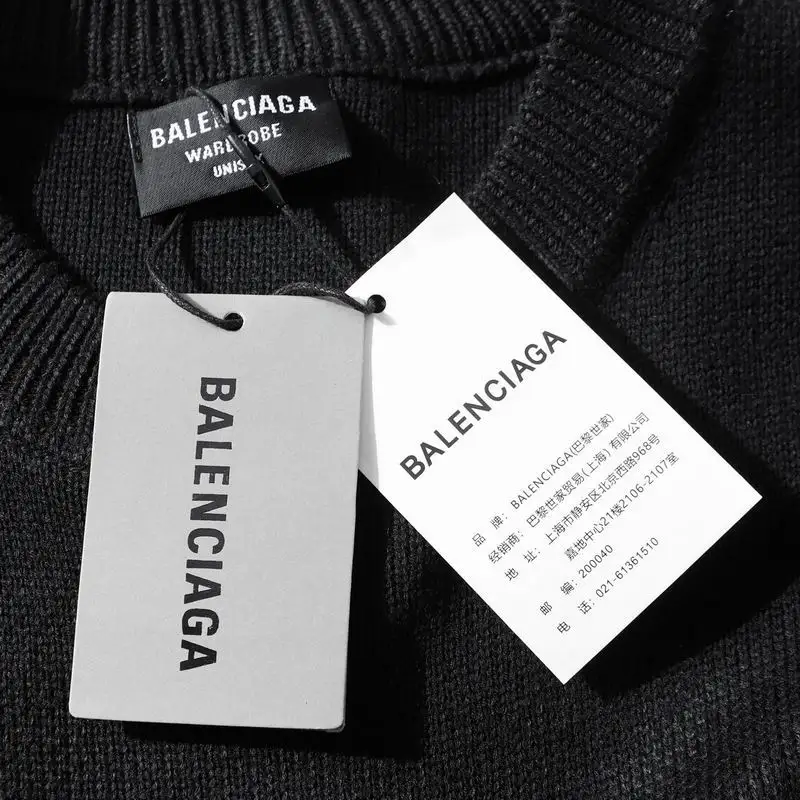 BALENCIAGA
WARDROBE
UNISEX
BALENCIAGA
BALENCIAGA
品 牌: BALENCIAGA(巴黎世家)
经销商: 巴黎世家贸易(上海)有限公司
地 址: 上海市静安区北京西路968号
嘉地中心21楼2106-2107室
邮 编: 200040
电 话: 021-61361510